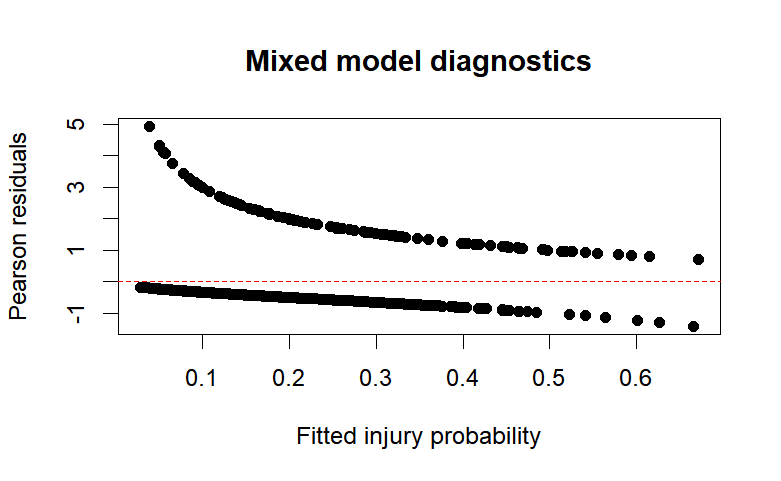 Mixed model diagnostics
Pearson residuals
5
3
1
-1
0.1 0.2 0.3 0.4 0.5 0.6
Fitted injury probability